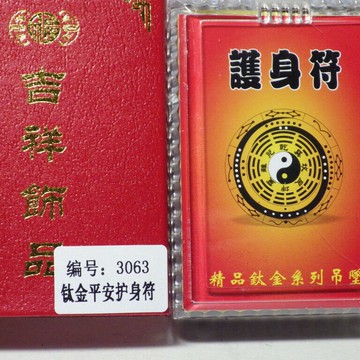 吉祥飾品
编号：3063
钛金平安护身符
護身符
精品鈦金系列吊墜